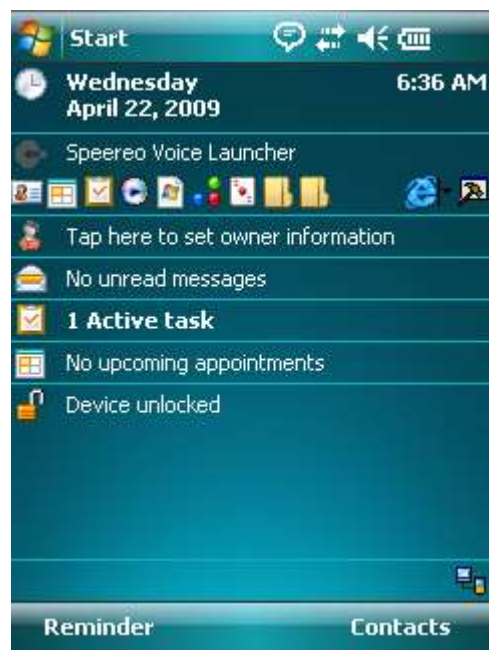 Start
Wednesday 6:36 AM
April 22, 2009
Speereo Voice Launcher
Tap here to set owner information
No unread messages
1 Active task
No upcoming appointments
Device unlocked
Reminder Contacts